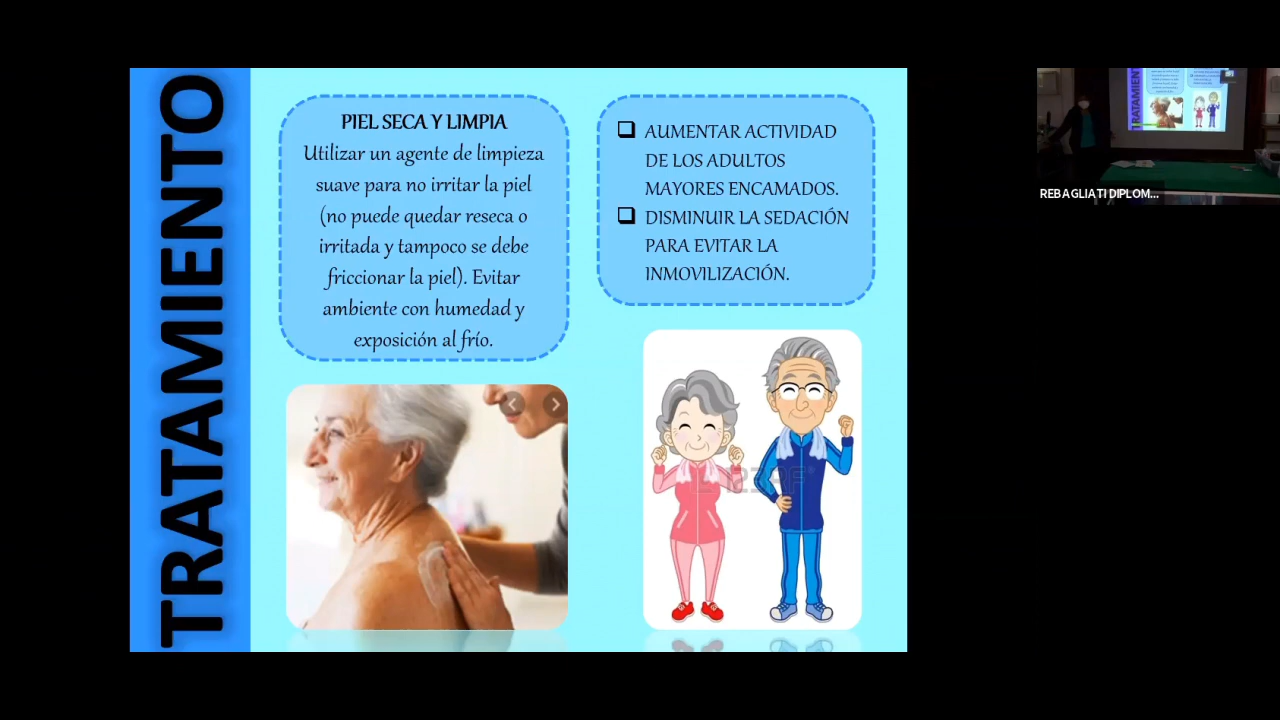 TRATAMIENTO
PIEL SECA Y LIMPIA
Utilizar un agente de limpieza
suave para no irritar la piel
(no puede quedar reseca o
irritada y tampoco se debe
friccionar la piel). Evitar
ambiente con humedad y
exposición al frío.
AUMENTAR ACTIVIDAD
DE LOS ADULTOS
MAYORES ENCAMADOS.
DISMINUIR LA SEDACIÓN
PARA EVITAR LA
INMOVILIZACIÓN.
123RF
TRATAMIENT
REBAGLIATI DIPLOM...